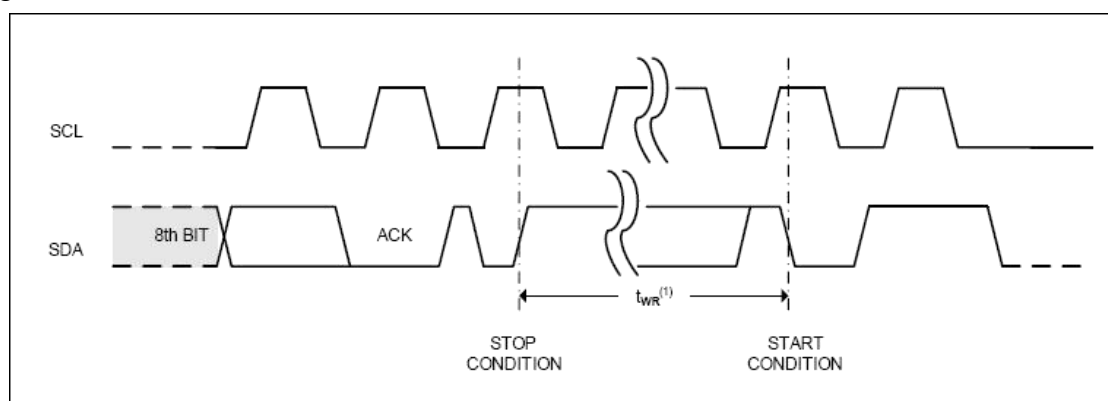 SCL
SDA
8th BIT
ACK
tWR(1)
STOP
CONDITION
START
CONDITION